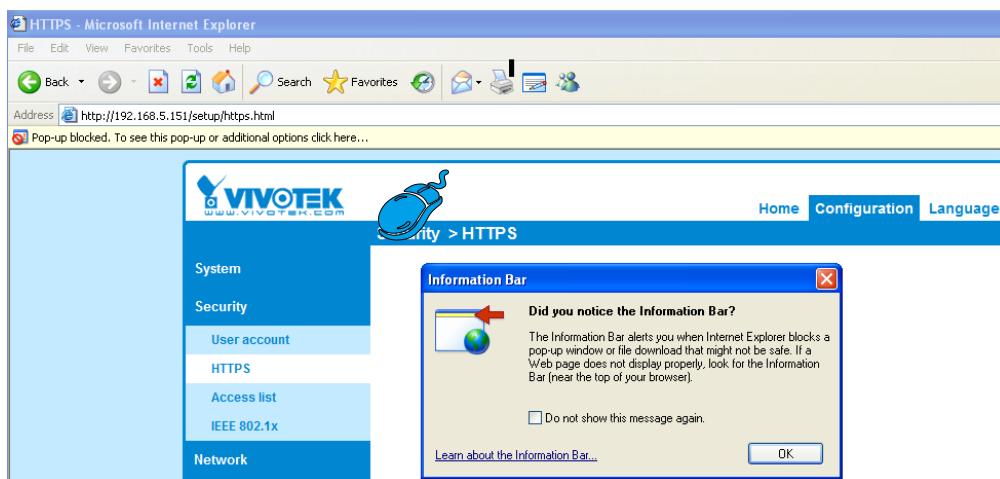 HTTPS - Microsoft Internet Explorer
File Edit View Favorites Tools Help
Back Search Favorites
Address http://192.168.5.151/setup/https.html
Pop-up blocked. To see this pop-up or additional options click here...
VIVOTEK
www.vivotek.com
Home Configuration Language
>HTTPS
System
Security
User account
HTTPS
Access list
IEEE 802.1x
Network
Information Bar
Did you notice the Information Bar?
The Information Bar alerts you when Internet Explorer blocks a
pop-up window or file download that might not be safe. If a
Web page does not display properly, look for the Information
Bar (near the top of your browser).
Do not show this message again.
Learn about the Information Bar...
OK